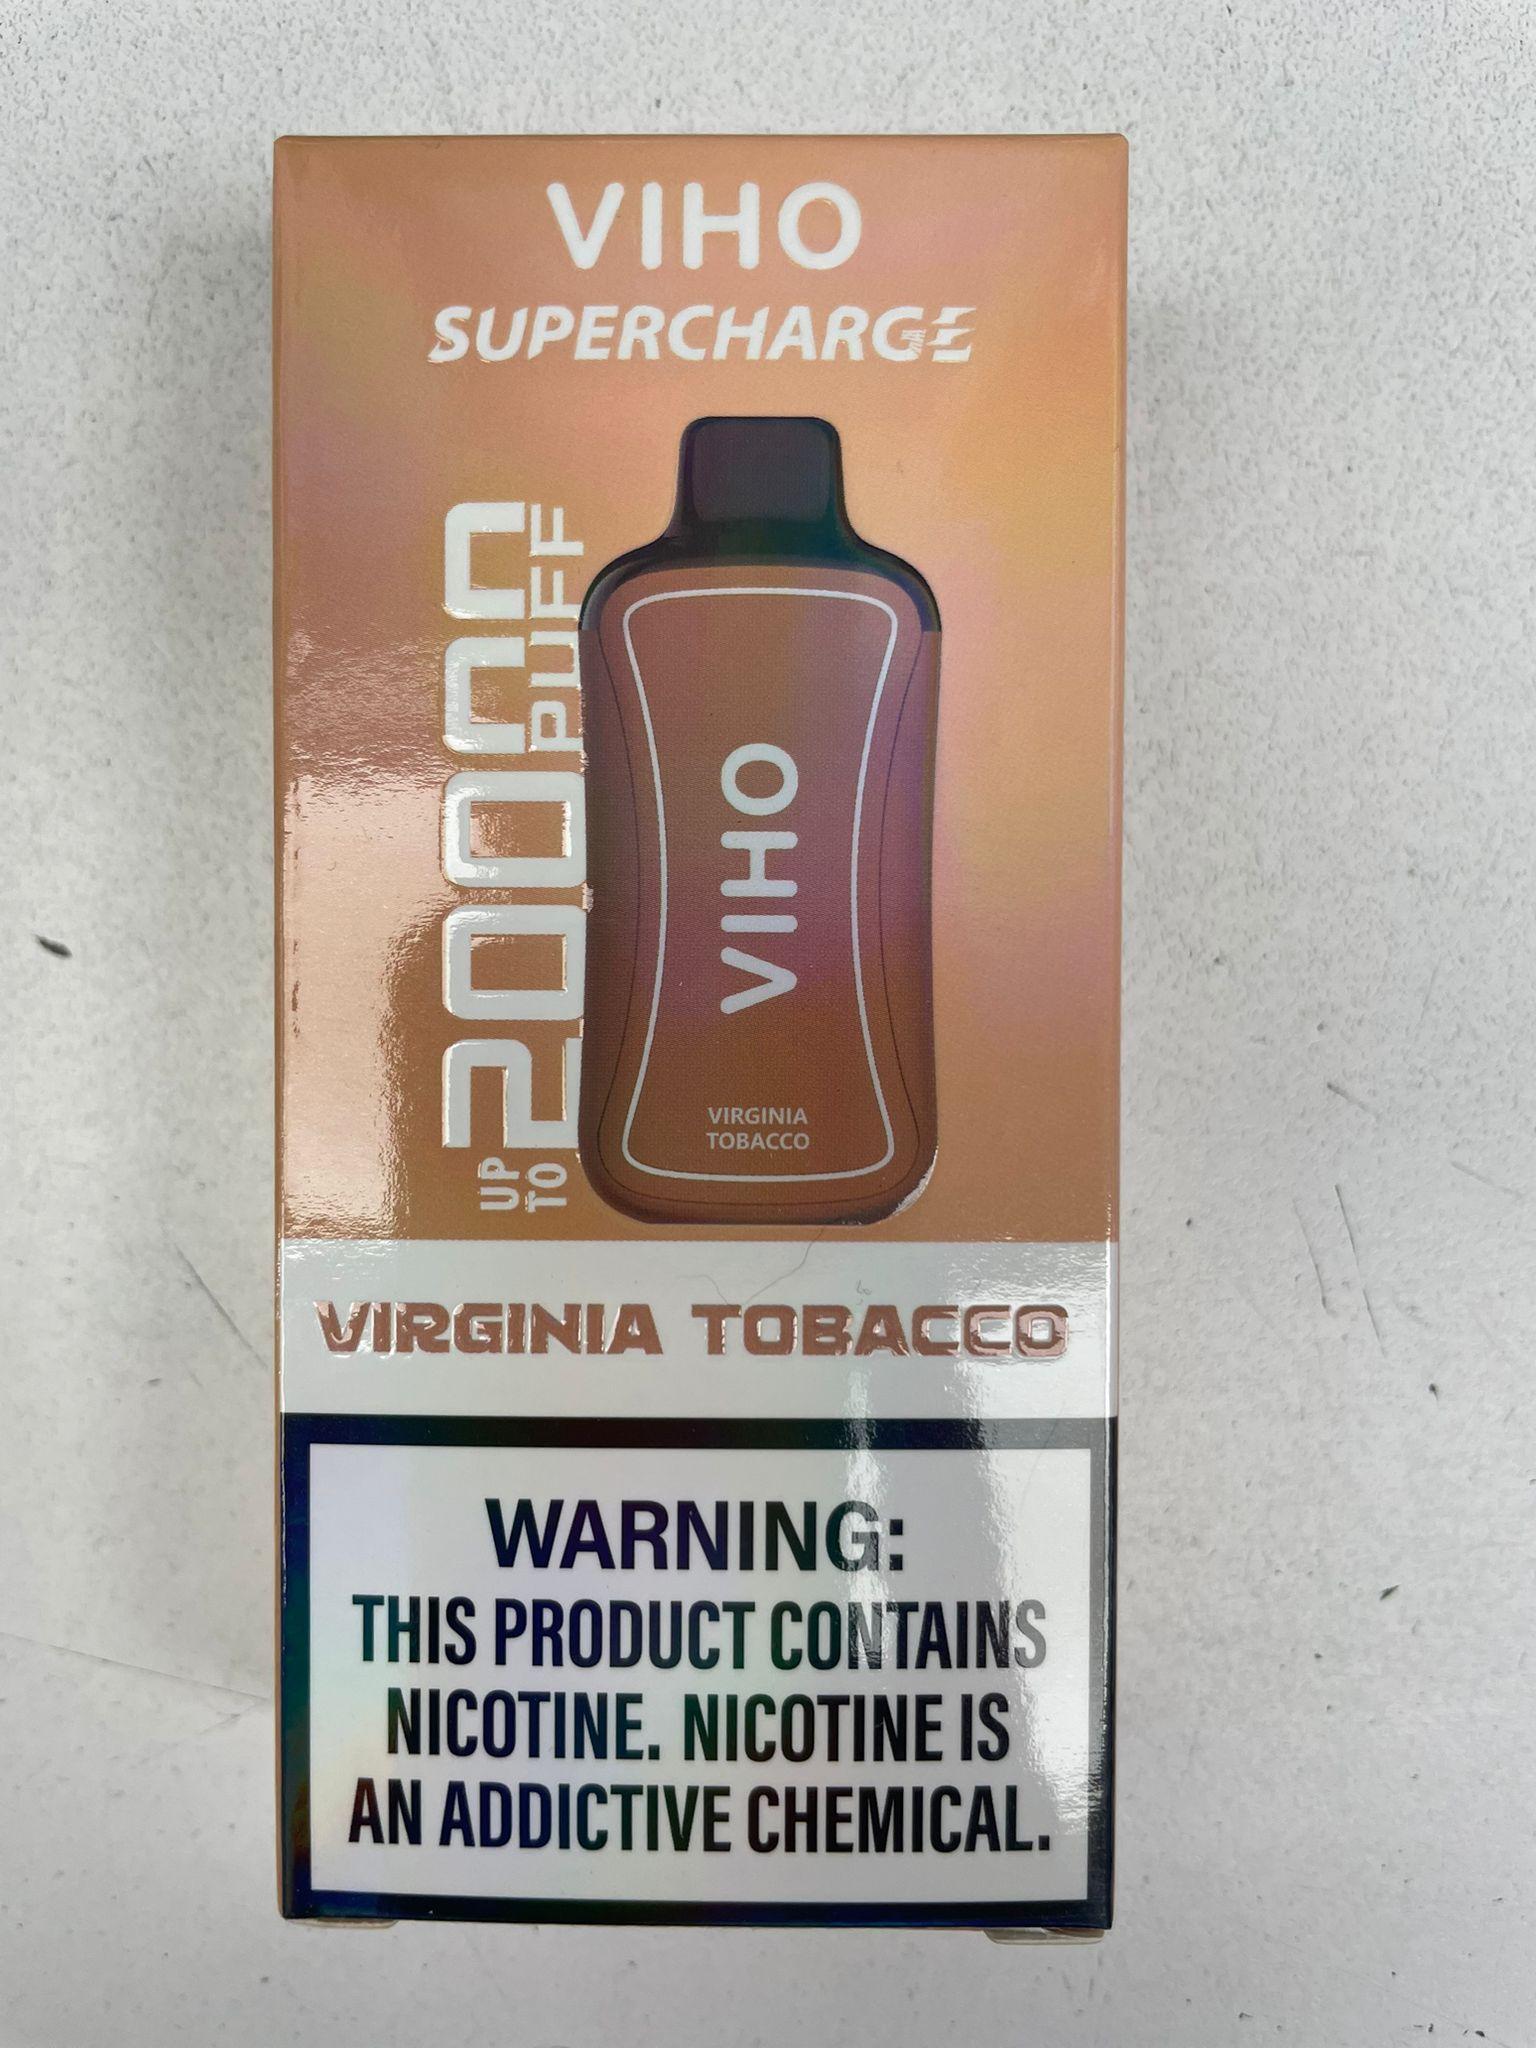 VIHO
SUPERCHARGE
UP TO
20000
PUFF
VIHO
VIRGINIA
TOBACCO
VIRGINIA TOBACCO
WARNING:
THIS PRODUCT CONTAINS
NICOTINE. NICOTINE IS
AN ADDICTIVE CHEMICAL.